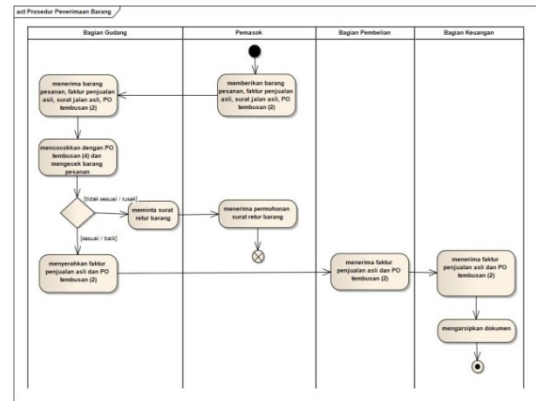 act Prosedur Penerimaan Barang
Bagian Gudang
Pemasok
Bagian Pembelian
Bagian Keuangan
menerima barang
pesanan, faktur penjualan
asli, surat jalan asli, PO
tembusan (2)
memberikan barang
pesanan, faktur penjualan
asli, surat jalan asli, PO
tembusan (2)
mencocokkan dengan PO
tembusan (4) dan
mengecek barang
pesanan
[tidak sesuai / rusak]
meminta surat
retur barang
menerima permohonan
surat retur barang
[sesuai / baik]
menyerahkan faktur
penjualan asli dan PO
tembusan (2)
menerima faktur
penjualan asli dan PO
tembusan (2)
menerima faktur
penjualan asli dan PO
tembusan (2)
mengarsipkan dokumen